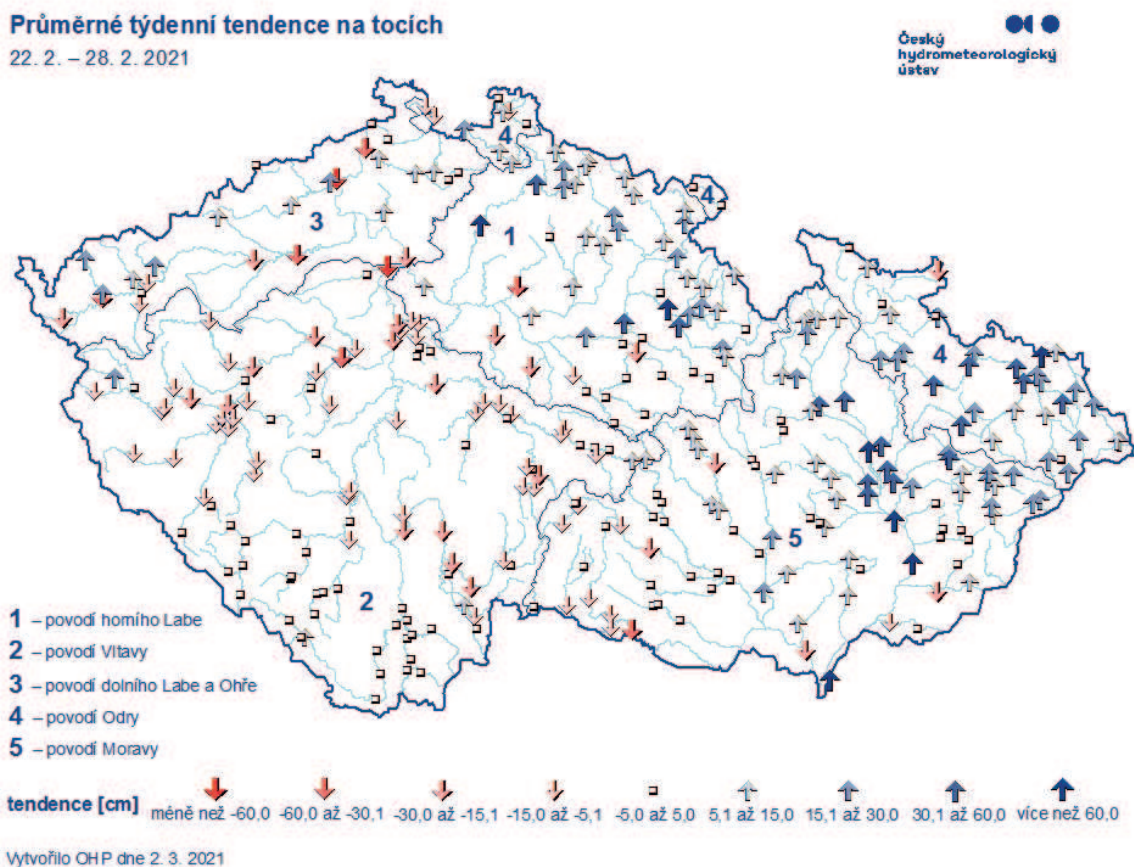 Průměrné týdenní tendence na tocích
22. 2. – 28. 2. 2021
Český
hydrometeorologický
ústav
4
4
3
1
4
5
2
1 – povodí horního Labe
2 – povodí Vltavy
3 – povodí dolního Labe a Ohře
4 – povodí Odry
5 – povodí Moravy
tendence [cm]
méně než -60,0 -60,0 až -30,1 -30,0 až -15,1 -15,0 až -5,1 -5,0 až 5,0 5,1 až 15,0 15,1 až 30,0 30,1 až 60,0 více než 60,0
Vytvořilo OHP dne 2. 3. 2021